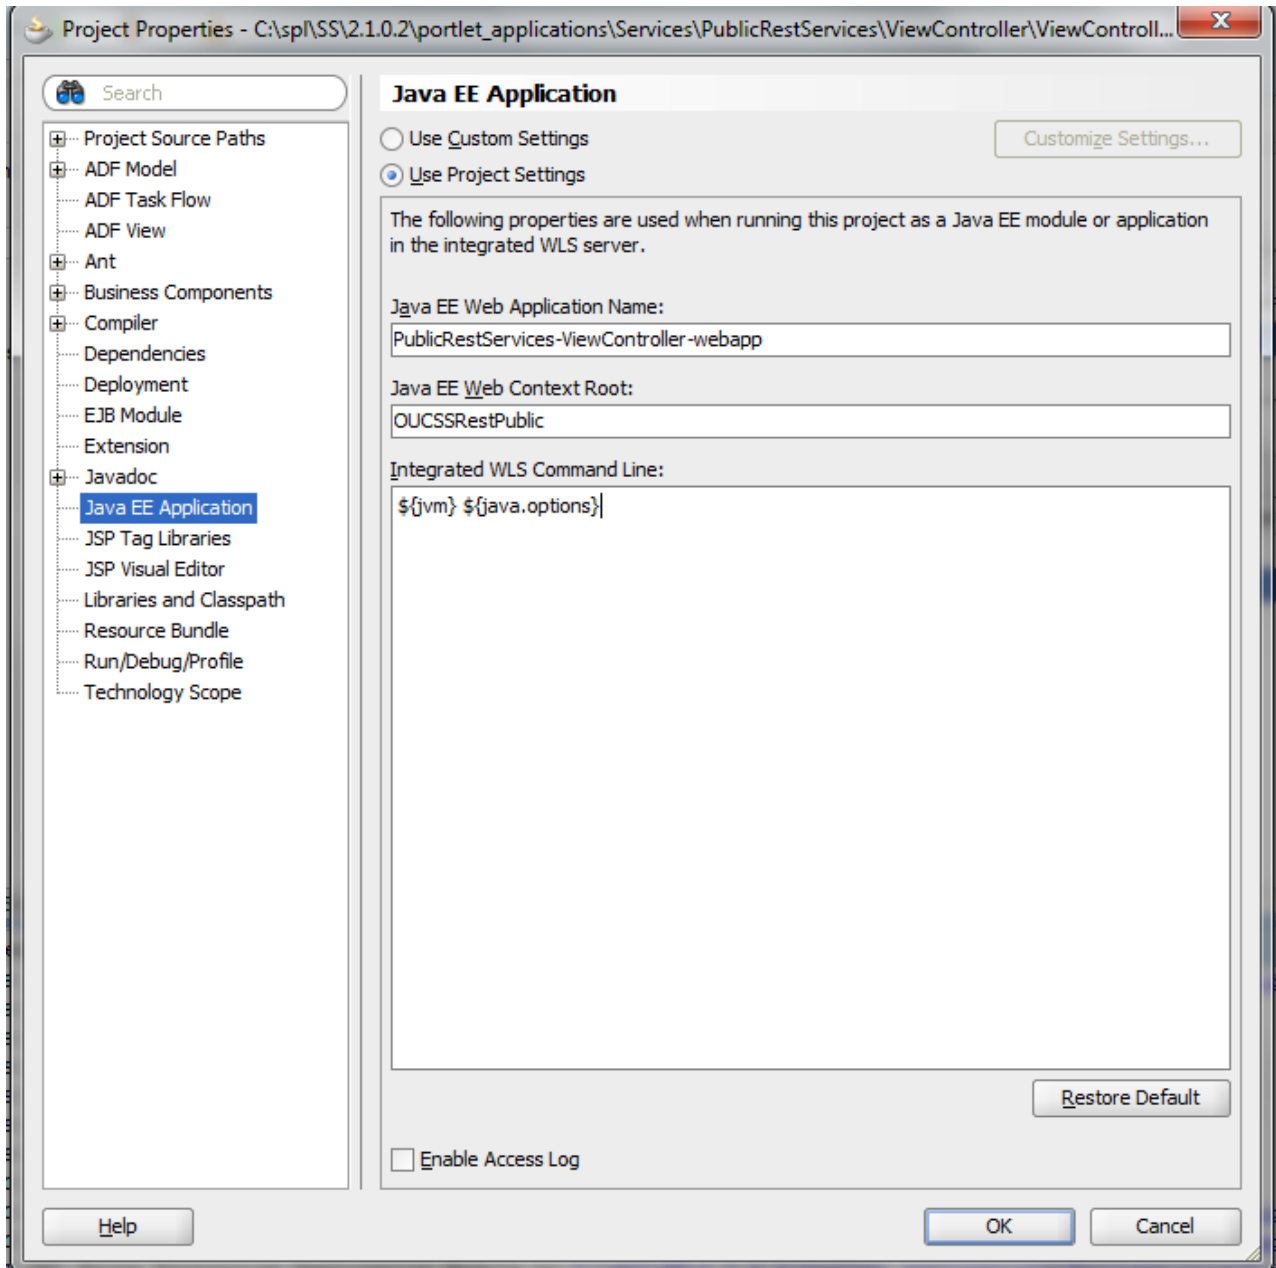 Project Properties - C:\spl\SS\2.1.0.2\portlet_applications\Services\PublicRestServices\ViewController\ViewControll...
Search
Project Source Paths
ADF Model
ADF Task Flow
ADF View
Ant
Business Components
Compiler
Dependencies
Deployment
EJB Module
Extension
Javadoc
Java EE Application
JSP Tag Libraries
JSP Visual Editor
Libraries and Classpath
Resource Bundle
Run/Debug/Profile
Technology Scope
Java EE Application
Use Custom Settings
Customize Settings...
Use Project Settings
The following properties are used when running this project as a Java EE module or application
in the integrated WLS server.
Java EE Web Application Name:
PublicRestServices-ViewController-webapp
Java EE Web Context Root:
OUCSSRestPublic
Integrated WLS Command Line:
${jvm} ${java.options}
Restore Default
Enable Access Log
Help
OK
Cancel